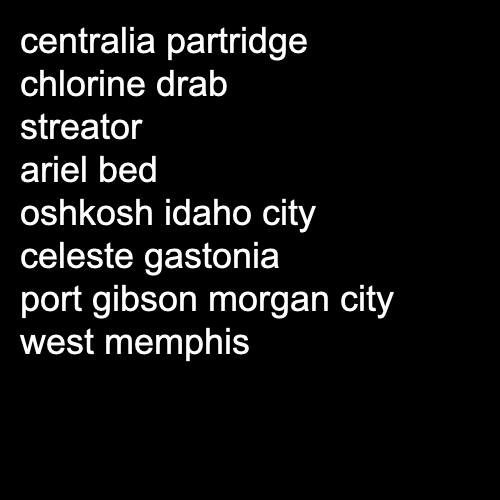 centralia partridge
chlorine drab
streator
ariel bed
oshkosh idaho city
celeste gastonia
port gibson morgan city
west memphis